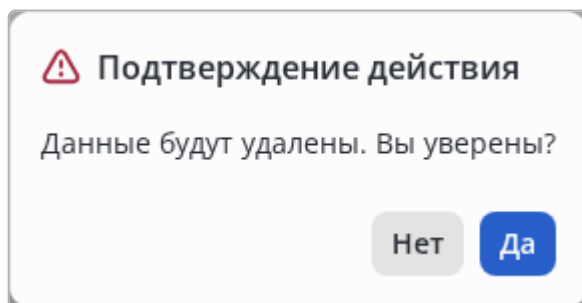 Подтверждение действия
Данные будут удалены. Вы уверены?
Нет Да